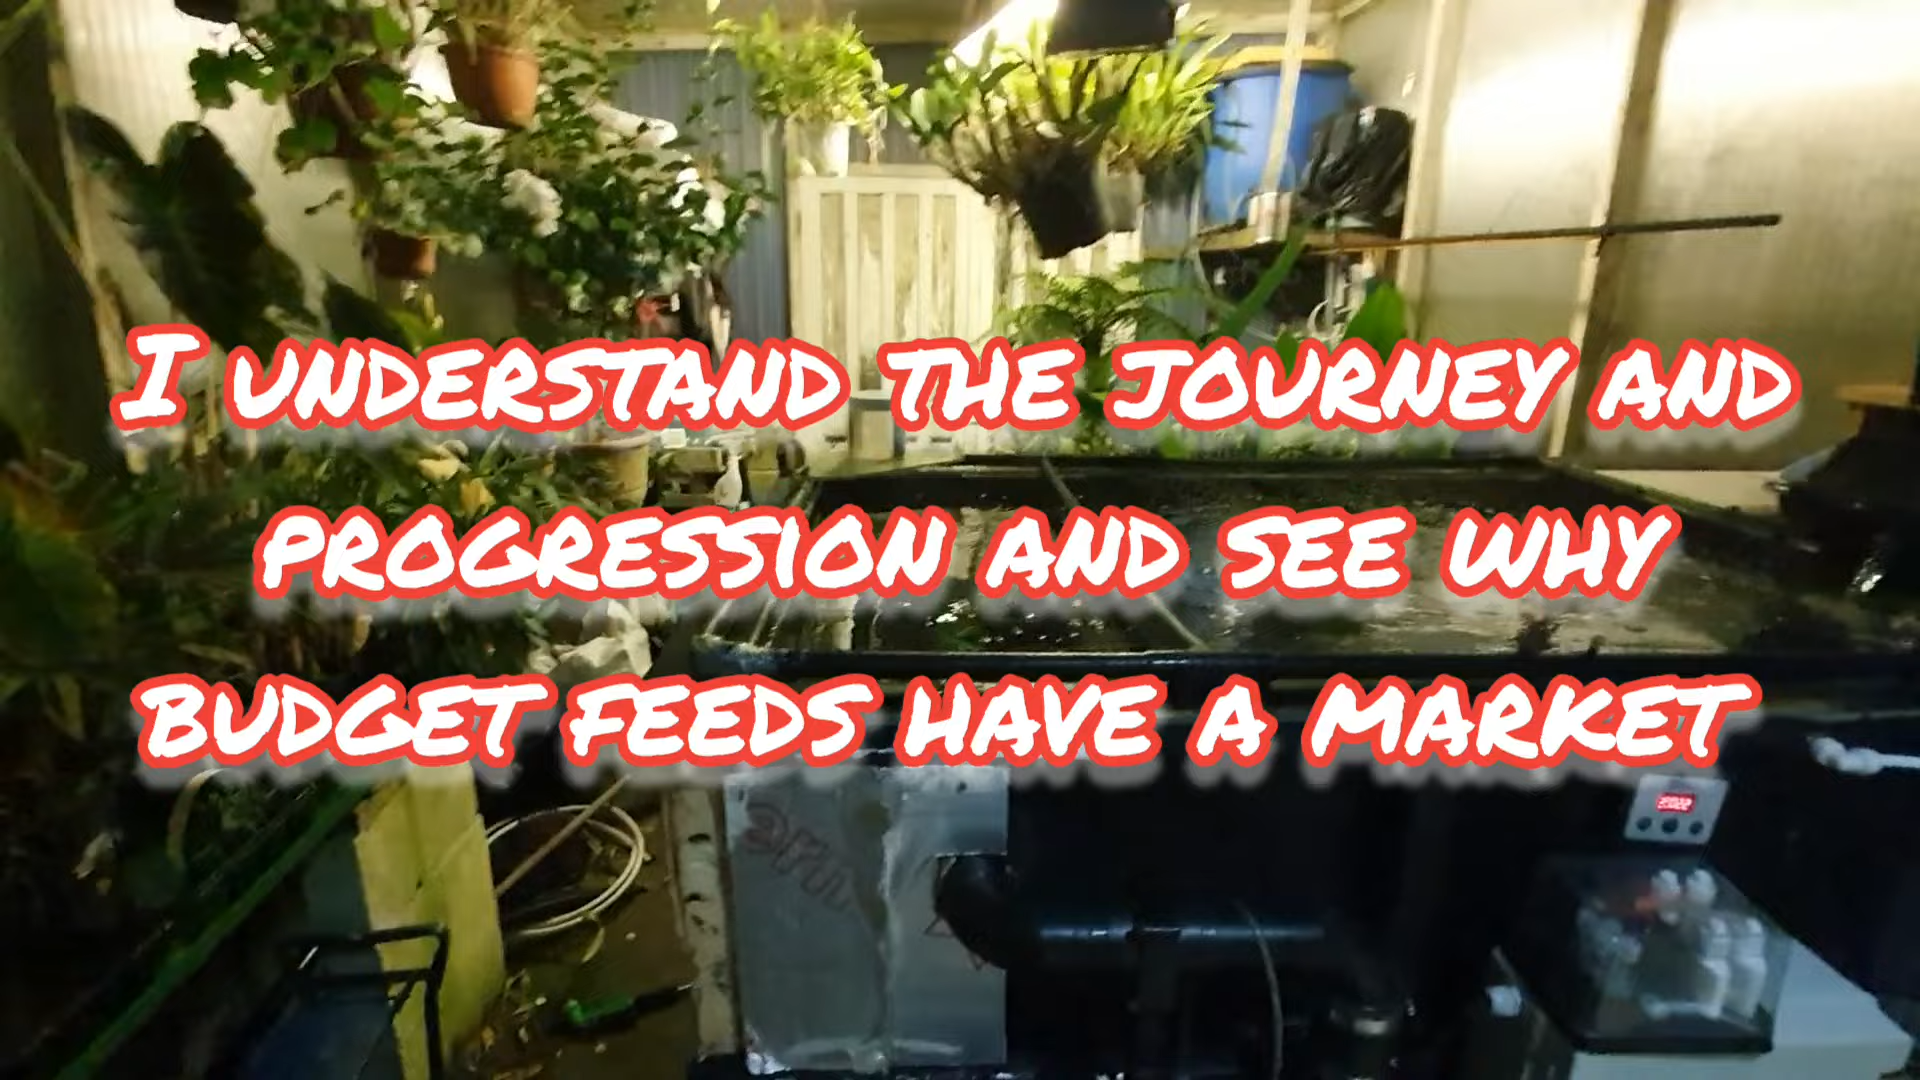 I UNDERSTAND THE JOURNEY AND
PROGRESSION AND SEE WHY
BUDGET FEEDS HAVE A MARKET